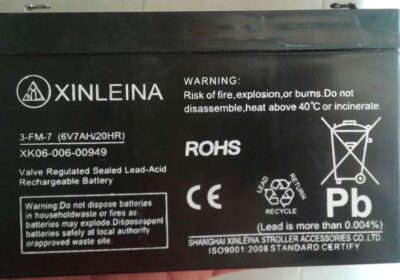 XINLEINA
3-FM-7 (6V7AH/20HR)
XK06-006-00949
Valve Regulated Sealed Lead-Acid
Rechargeable Battery
Warning:Do not dispose batteries
in householdwaste or fires as
batteries may explode.Disposespent
batteries safely at local authority
orapproved waste site.
WARNING:
Risk of fire,explosion,or burns.Do not
disassemble,heat above 40℃ or incinerate.
ROHS
CE
LEAD
RETURN
RECYCLE
Pb
(Lead is more than 0.004%)
SHANGHAI XINLEINA STROLLER ACCESSORIES CO.,LTD
ISO9001:2008 STANDARD CERTIFY